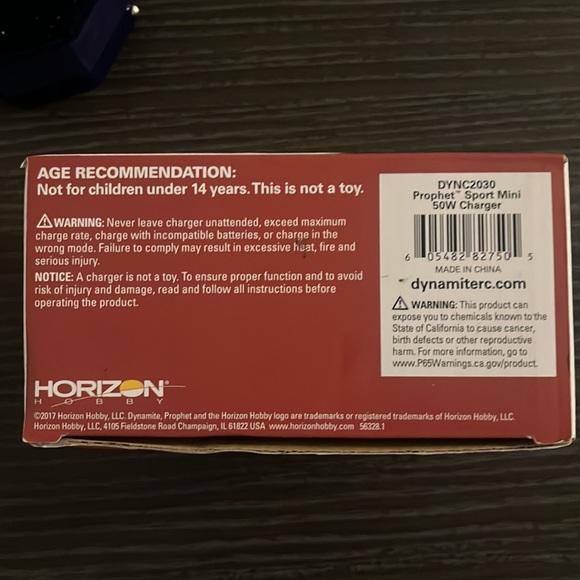 AGE RECOMMENDATION:
Not for children under 14 years. This is not a toy.
WARNING: Never leave charger unattended, exceed maximum
charge rate, charge with incompatible batteries, or charge in the
wrong mode. Failure to comply may result in excessive heat, fire and
serious injury.
NOTICE: A charger is not a toy. To ensure proper function and to avoid
risk of injury and damage, read and follow all instructions before
operating the product.
HORIZON
HOBBY
©2017 Horizon Hobby, LLC. Dynamite, Prophet and the Horizon Hobby logo are trademarks or registered trademarks of Horizon Hobby, LLC.
Horizon Hobby, LLC, 4105 Fieldstone Road Champaign, IL 61822 USA www.horizonhobby.com 56328.1
DYNC2030
Prophet™ Sport Mini
50W Charger
6 05482 82750 5
MADE IN CHINA
dynamiterc.com
WARNING: This product can
expose you to chemicals known to the
State of California to cause cancer,
birth defects or other reproductive
harm. For more information, go to
www.P65Warnings.ca.gov/product.